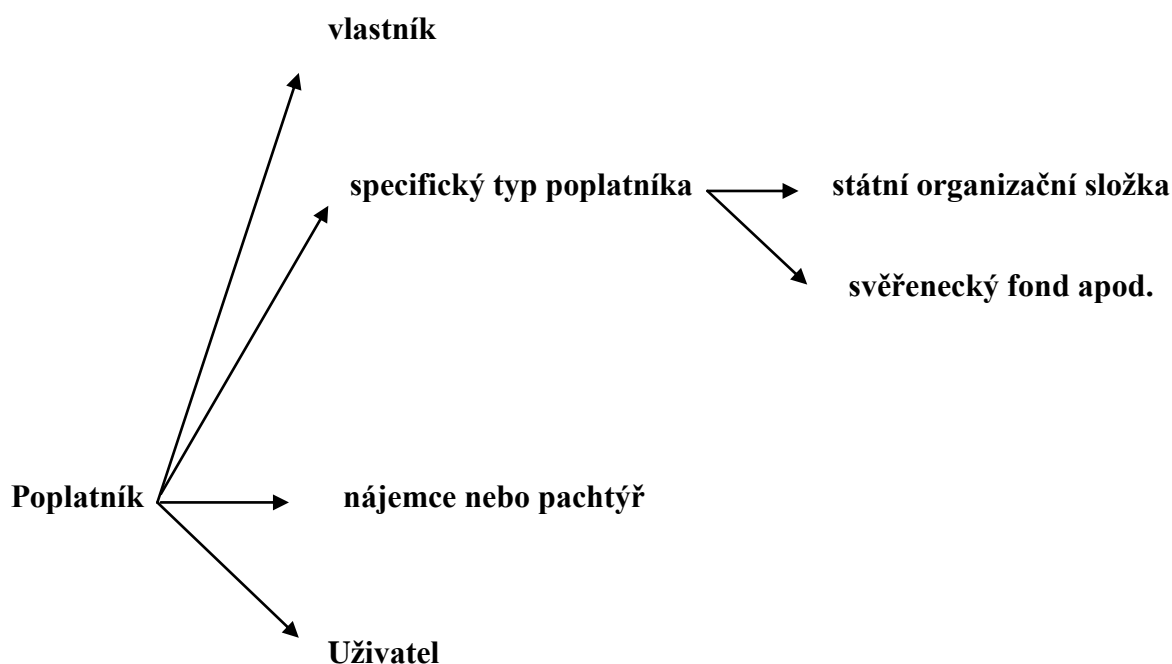 vlastník
specifický typ poplatníka
státní organizační složka
svěřenecký fond apod.
Poplatník
nájemce nebo pachtýř
Uživatel